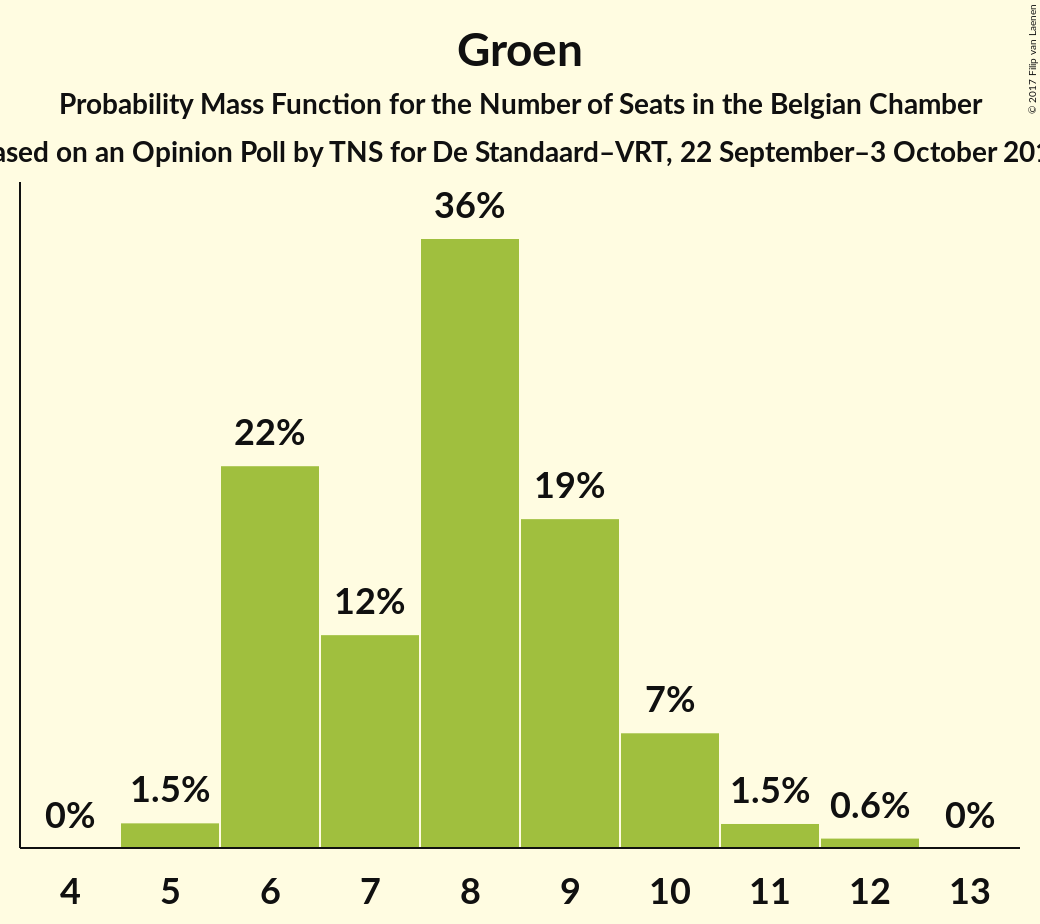 Groen
Probability Mass Function for the Number of Seats in the Belgian Chamber
on an Opinion Poll by TNS for De Standaard–VRT, 22 September–3 October
36%
22%
19%
12%
7%
1.5%
1.5%
0.6%
0%
0%
4 5 6 7 8 9 10 11 12 13
© 2017 Filip van Laenen